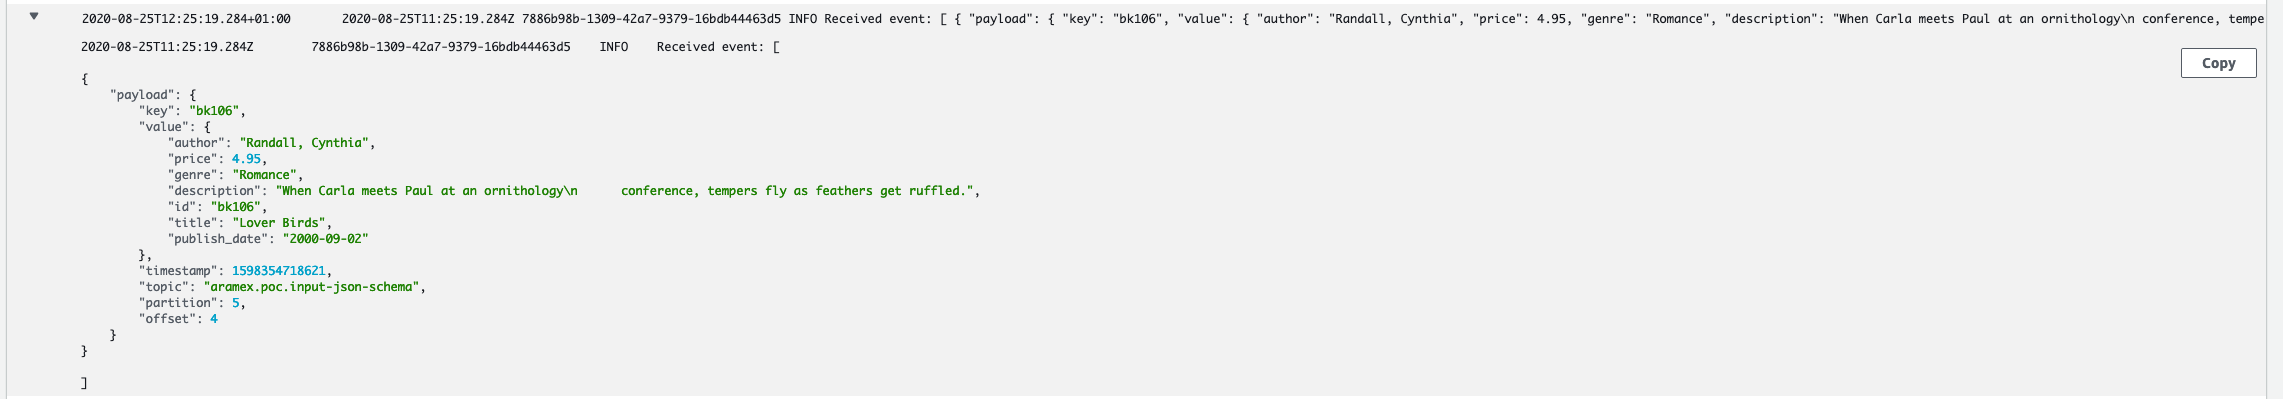 2020-08-25T12:25:19.284+01:00 2020-08-25T11:25:19.284Z 7886b98b-1309-42a7-9379-16bdb44463d5 INFO Received event: [ { "payload": { "key": "bk106", "value": { "author": "Randall, Cynthia", "price": 4.95, "genre": "Romance", "description": "When Carla meets Paul at an ornithology\n conference, tempe
2020-08-25T11:25:19.284Z 7886b98b-1309-42a7-9379-16bdb44463d5 INFO Received event: [
Copy
{
"payload": {
"key": "bk106",
"value": {
"author": "Randall, Cynthia",
"price": 4.95,
"genre": "Romance",
"description": "When Carla meets Paul at an ornithology\n      conference, tempers fly as feathers get ruffled.",
"id": "bk106",
"title": "Lover Birds",
"publish_date": "2000-09-02"
},
"timestamp": 1598354718621,
"topic": "aramex.poc.input-json-schema",
"partition": 5,
"offset": 4
}
}
]